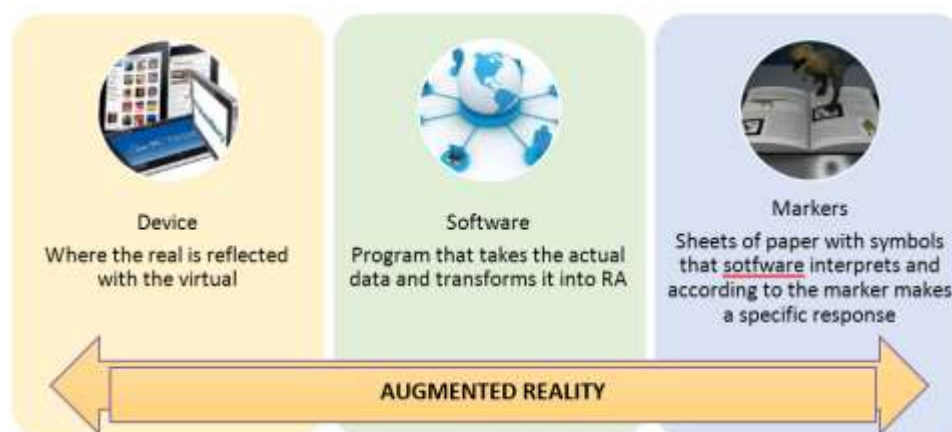 Device
Where the real is reflected
with the virtual
Software
Program that takes the actual
data and transforms it into RA
Markers
Sheets of paper with symbols
that sotfware interprets and
according to the marker makes
a specific response
AUGMENTED REALITY